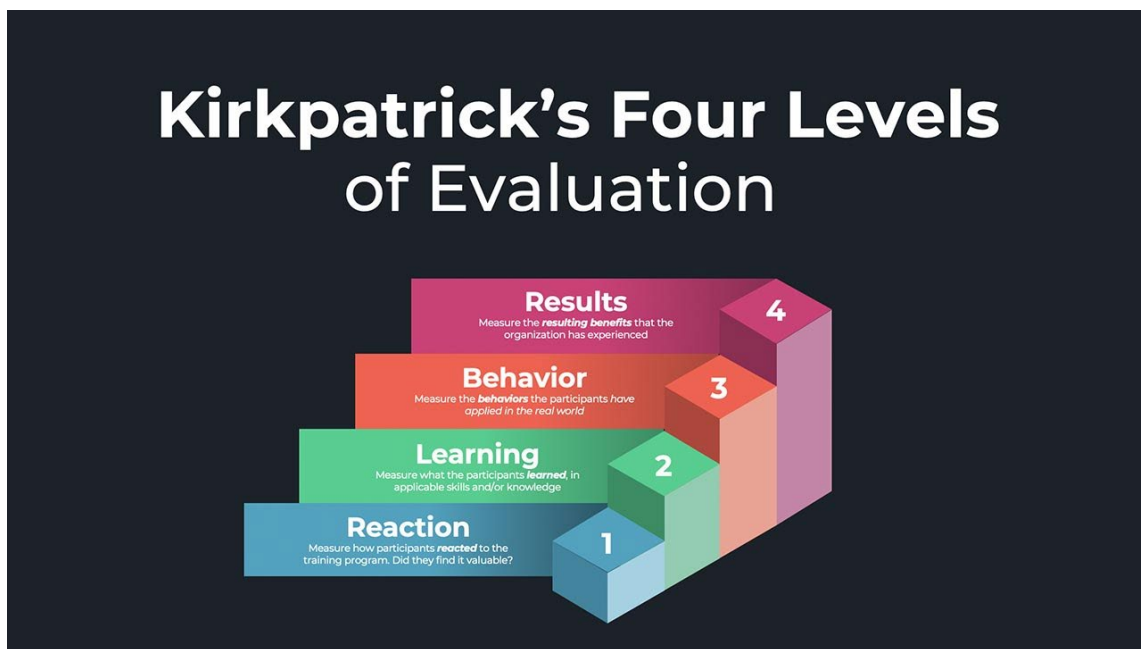 Kirkpatrick's Four Levels
of Evaluation
Results
Measure the resulting benefits that the
organization has experienced
4
Behavior
Measure the behaviors the participants have
applied in the real world
3
Learning
Measure what the participants learned, in
applicable skills and/or knowledge
2
Reaction
Measure how participants reacted to the
training program. Did they find it valuable?
1